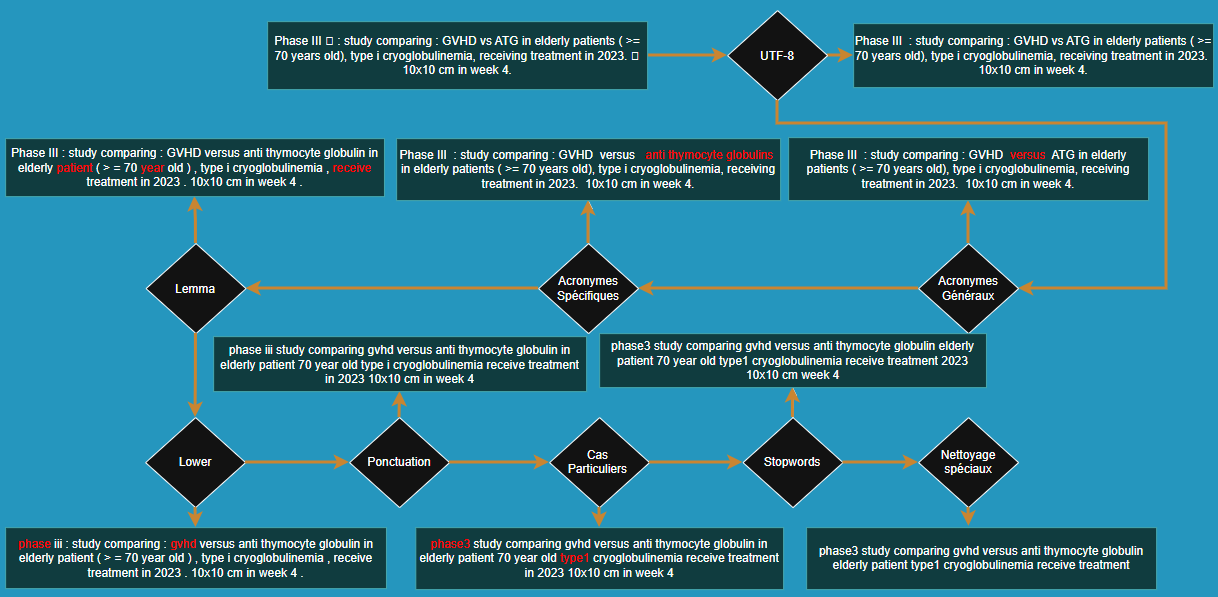 Phase III □ : study comparing : GVHD vs ATG in elderly patients ( >=
70 years old), type i cryoglobulinemia, receiving treatment in 2023. □
10x10 cm in week 4.
UTF-8
Phase III : study comparing : GVHD vs ATG in elderly patients ( >=
70 years old), type i cryoglobulinemia, receiving treatment in 2023.
10x10 cm in week 4.
Phase III : study comparing : GVHD versus anti thymocyte globulin in
elderly patient ( > = 70 year old ) , type i cryoglobulinemia , receive
treatment in 2023 . 10x10 cm in week 4 .
Phase III : study comparing : GVHD versus anti thymocyte globulins
in elderly patients ( >= 70 years old), type i cryoglobulinemia, receiving
treatment in 2023. 10x10 cm in week 4.
Phase III : study comparing : GVHD versus ATG in elderly
patients ( >= 70 years old), type i cryoglobulinemia, receiving
treatment in 2023. 10x10 cm in week 4.
Lemma
Acronymes
Spécifiques
Acronymes
Généraux
phase iii study comparing gvhd versus anti thymocyte globulin in
elderly patient 70 year old type i cryoglobulinemia receive treatment
in 2023 10x10 cm in week 4
phase3 study comparing gvhd versus anti thymocyte globulin elderly
patient 70 year old type1 cryoglobulinemia receive treatment 2023
10x10 cm week 4
Lower
Ponctuation
Cas
Particuliers
Stopwords
Nettoyage
spéciaux
phase iii : study comparing : gvhd versus anti thymocyte globulin in
elderly patient ( > = 70 year old ) , type i cryoglobulinemia , receive
treatment in 2023 . 10x10 cm in week 4 .
phase3 study comparing gvhd versus anti thymocyte globulin in
elderly patient 70 year old type1 cryoglobulinemia receive treatment
in 2023 10x10 cm in week 4
phase3 study comparing gvhd versus anti thymocyte globulin
elderly patient type1 cryoglobulinemia receive treatment